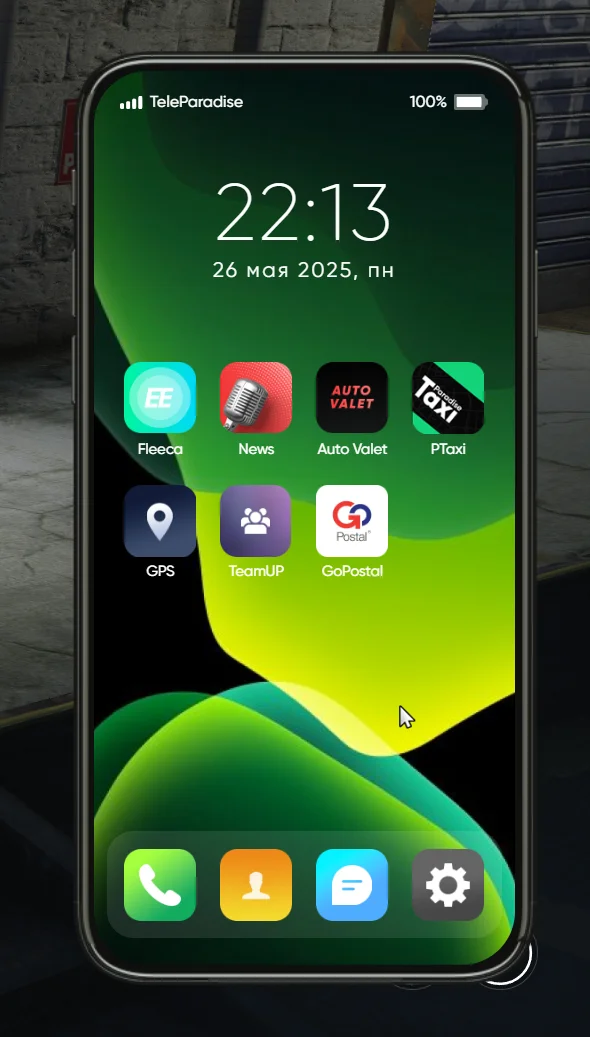 TeleParadise 100%
22:13
26 мая 2025, пн
EE
AUTO
VALET
Paradise
Taxi
Fleeca News Auto Valet PTaxi
GO
Postal
GPS TeamUP GoPostal